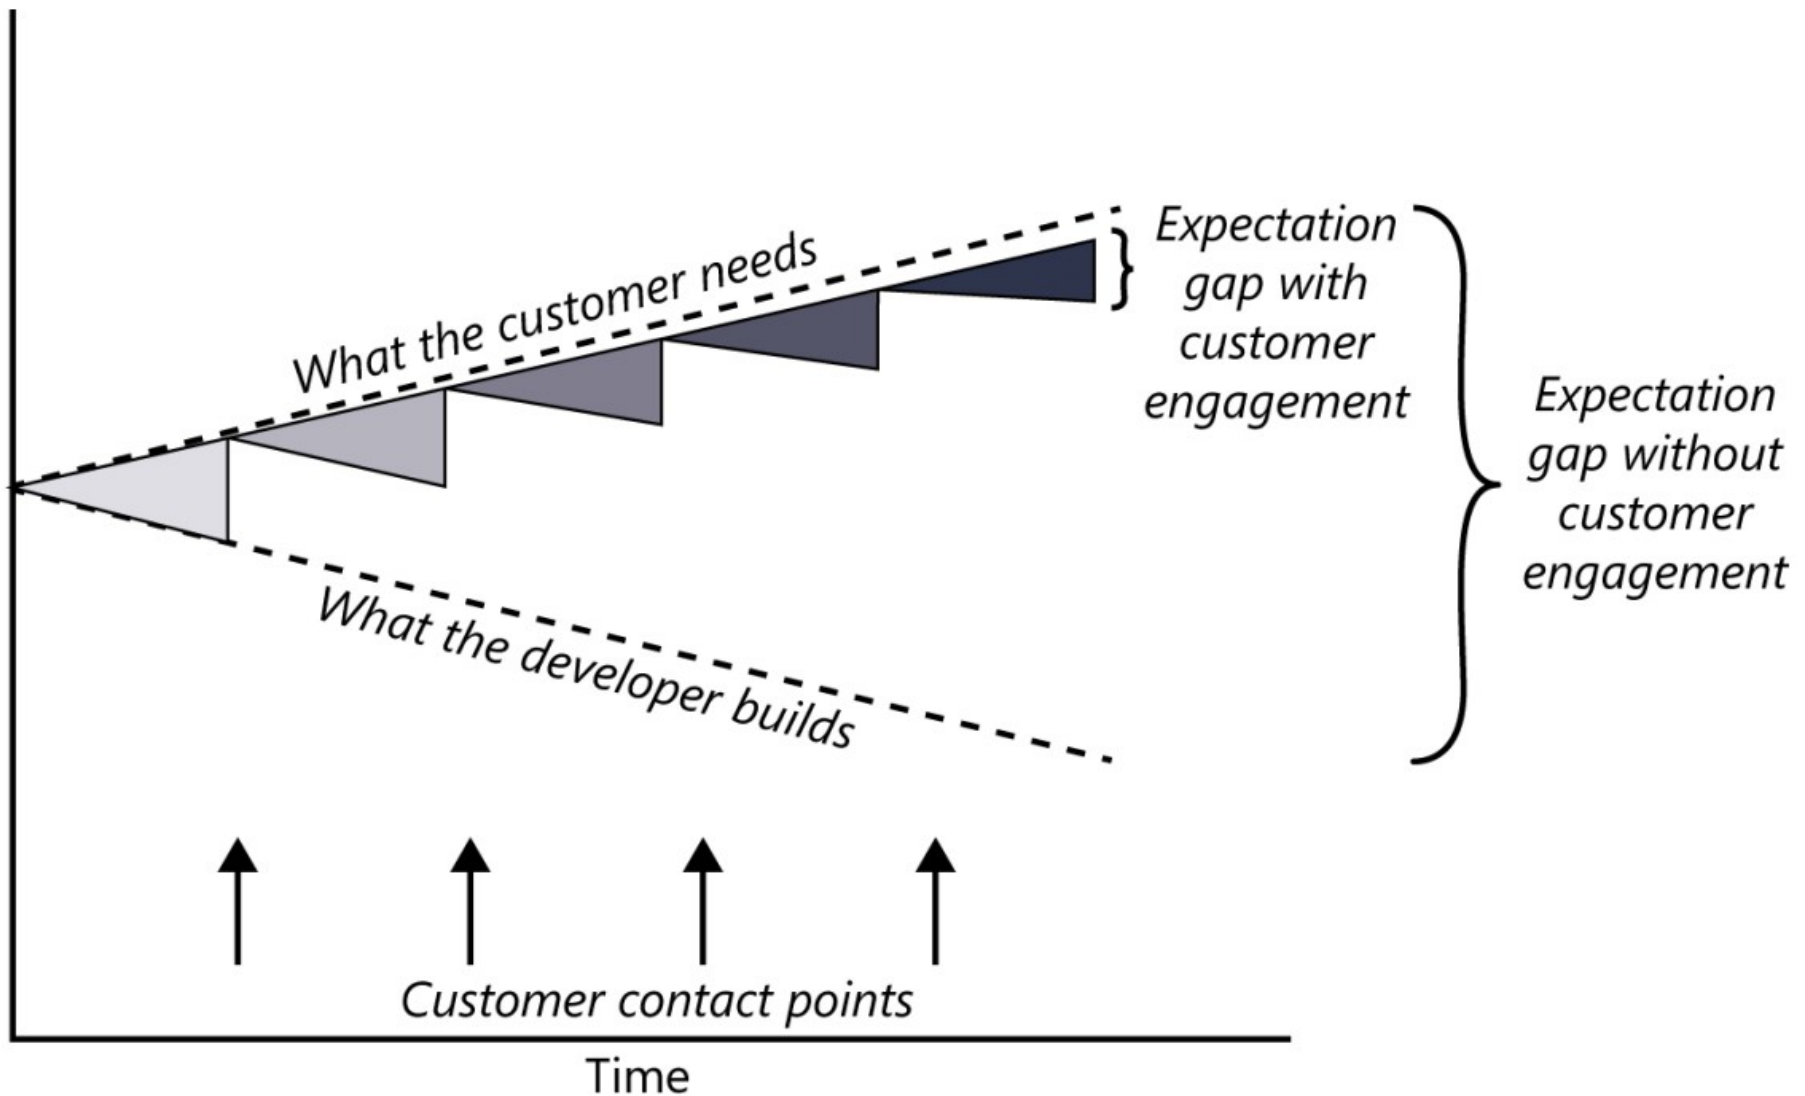 What the customer needs
Expectation
gap with
customer
engagement
Expectation
gap without
customer
engagement
What the developer builds
Customer contact points
Time